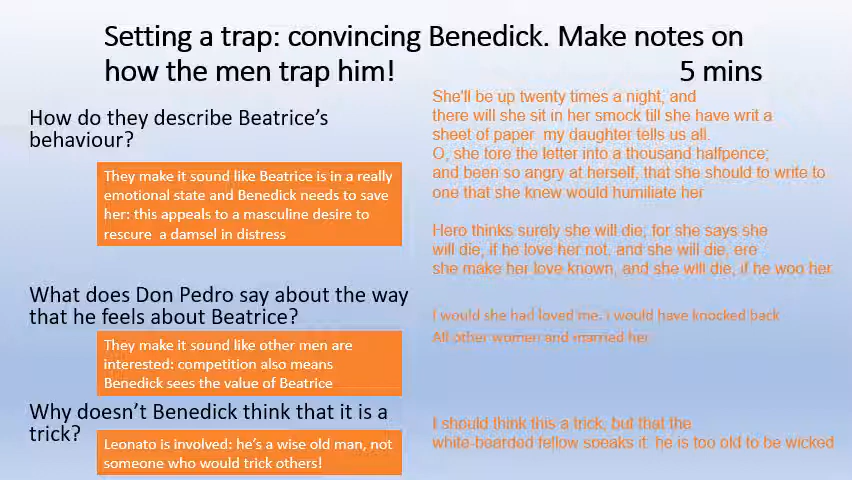 Setting a trap: convincing Benedick. Make notes on
how the men trap him! 5 mins
How do they describe Beatrice's
behaviour?
They make it sound like Beatrice is in a really
emotional state and Benedick needs to save
her: this appeals to a masculine desire to
rescure a damsel in distress
She'll be up twenty times a night, and
there will she sit in her smock till she have writ a
sheet of paper my daughter tells us all.
O, she tore the letter into a thousand halfpence;
and been so angry at herself, that she should to write to
one that she knew would humiliate her
Hero thinks surely she will die; for she says she
will die, if he love her not, and she will die, ere
she make her love known, and she will die, if he woo her
What does Don Pedro say about the way
that he feels about Beatrice?
They make it sound like other men are
interested: competition also means
Benedick sees the value of Beatrice
I would she had loved me. I would have knocked back
All other women and married her
Why doesn't Benedick think that it is a
trick?
Leonato is involved: he's a wise old man, not
someone who would trick others!
I should think this a trick, but that the
white-bearded fellow speaks it: he is too old to be wicked